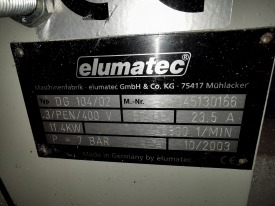 elumatec®
Maschinenfabrik · elumatec GmbH & Co. KG · 75417 Mühlacker
Typ DG 104/02 M.-Nr. 45130166
3/PEN/400 V 23.5 A
11.4KW 1/MIN
P = 7 BAR 10/2003
Made in Germany by elumatec